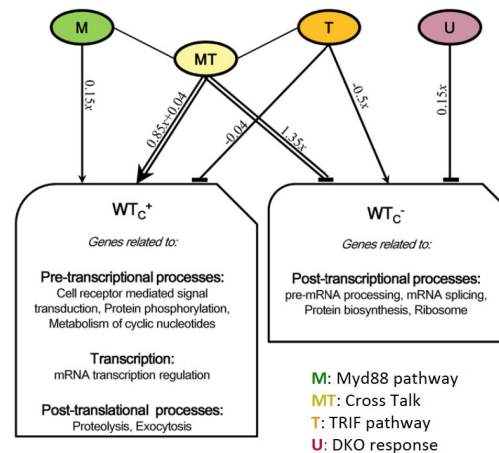 M
MT
T
U
0.15x
0.85x+0.04
-0.04
1.35x
-0.5x
0.15x
WTC+
Genes related to:
Pre-transcriptional processes:
Cell receptor mediated signal
transduction, Protein phosphorylation,
Metabolism of cyclic nucleotides
Transcription:
mRNA transcription regulation
Post-translational processes:
Proteolysis, Exocytosis
WTC-
Genes related to:
Post-transcriptional processes:
pre-mRNA processing, mRNA splicing,
Protein biosynthesis, Ribosome
M: Myd88 pathway
MT: Cross Talk
T: TRIF pathway
U: DKO response